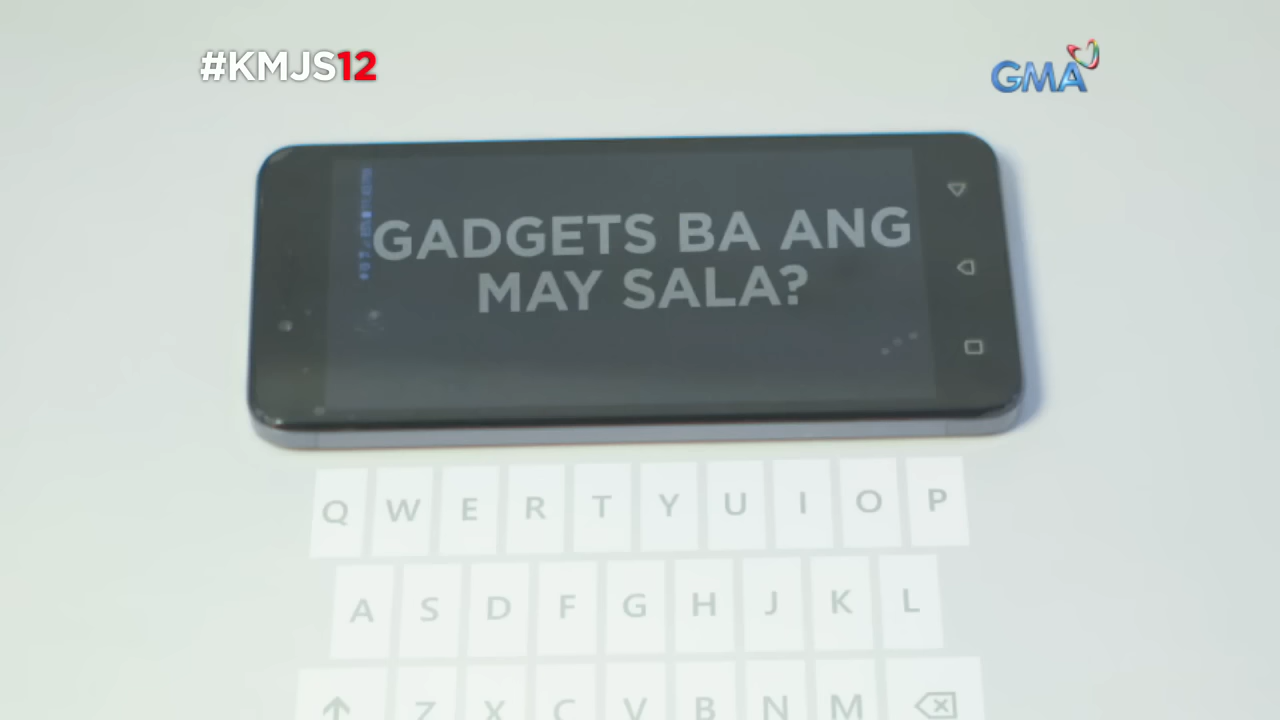 #KMJS12
GMA
GADGETS BA ANG
MAY SALA?
Q W E R T Y U I O P
A S D F G H J K L
Z X C V B N M